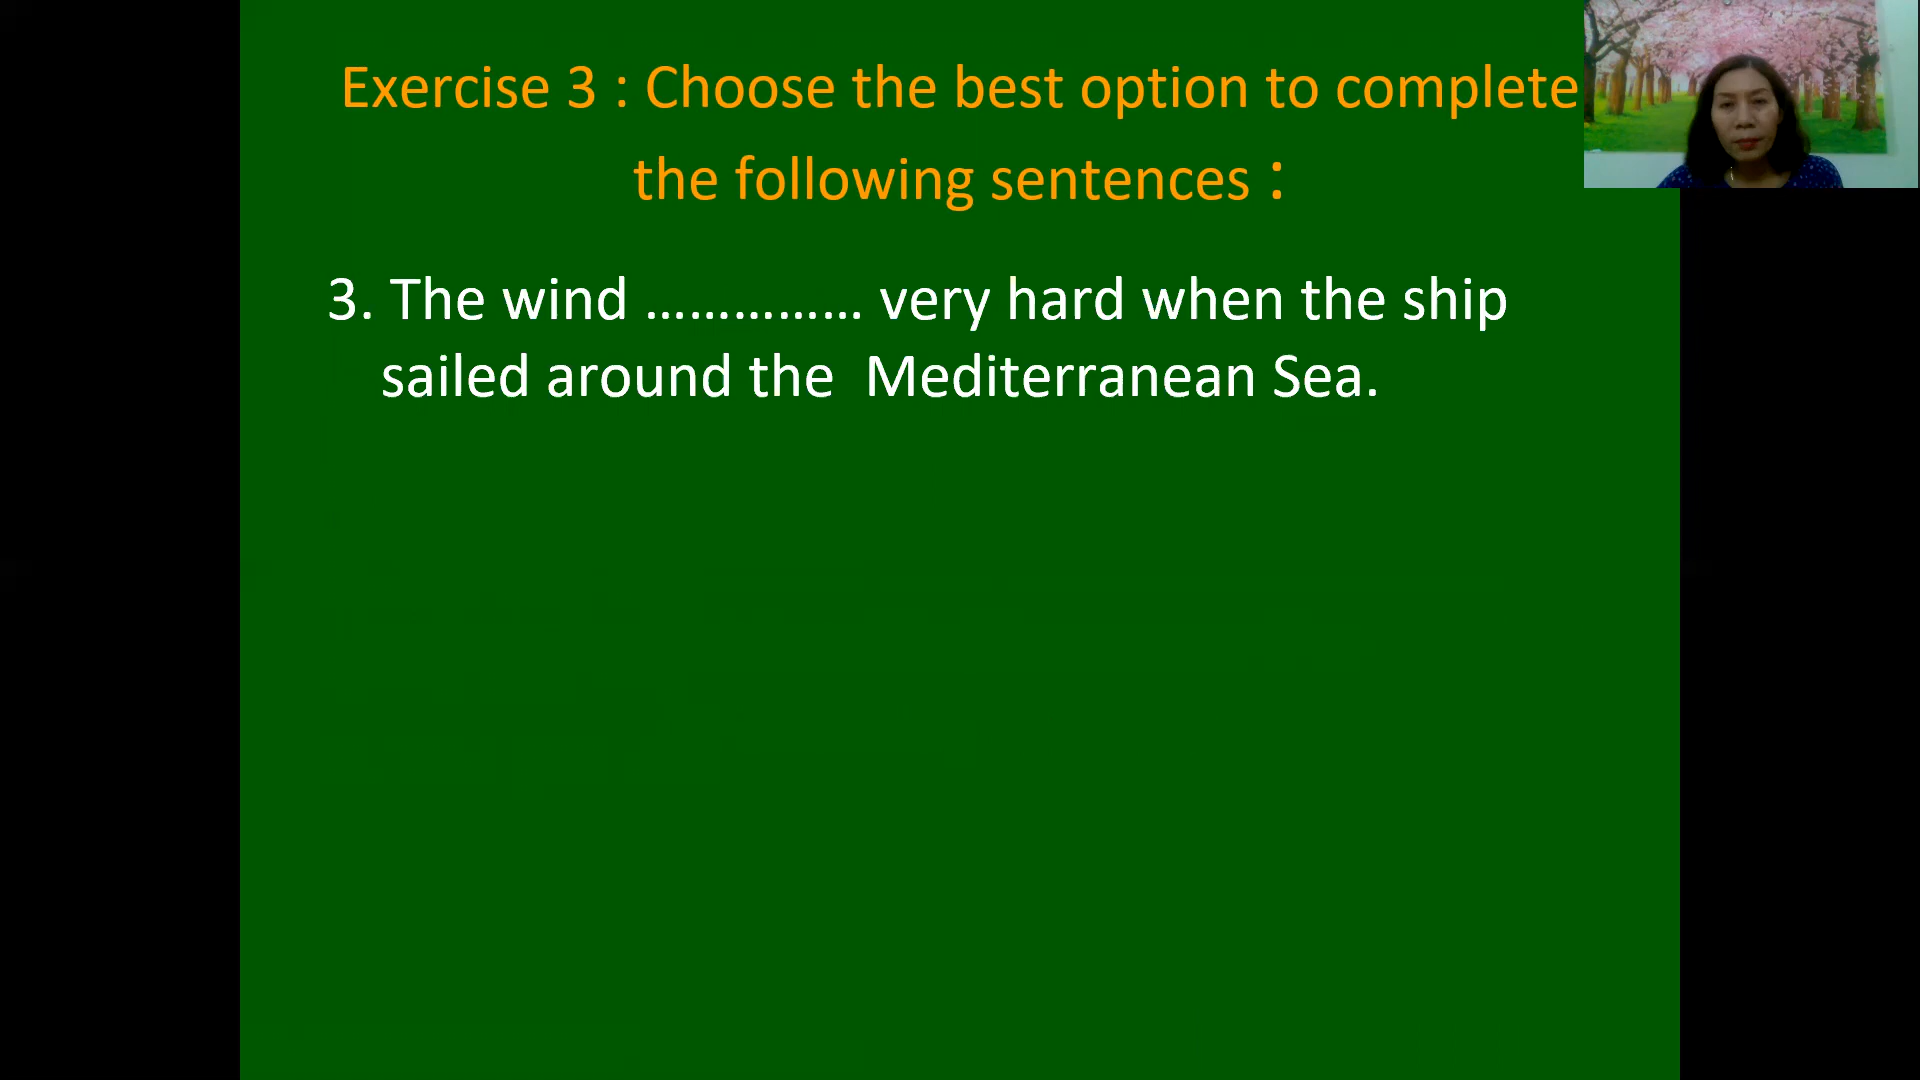 Exercise 3 : Choose the best option to complete
the following sentences :
3. The wind …………… very hard when the ship
sailed around the  Mediterranean Sea.